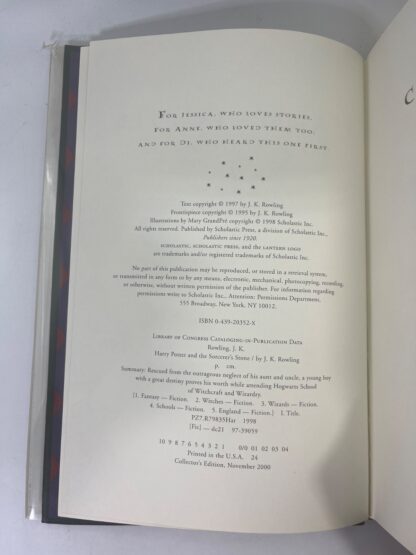 For Jessica, who loves stories,
for Anne, who loved them too,
and for Di, who heard this one first.
Text copyright © 1997 by J. K. Rowling
Frontispiece copyright © 1995 by J. K. Rowling
Illustrations by Mary GrandPré copyright © 1998 Scholastic Inc.
All rights reserved. Published by Scholastic Press, a division of Scholastic Inc.,
Publishers since 1920.
SCHOLASTIC, SCHOLASTIC PRESS, and the LANTERN LOGO
are trademarks and/or registered trademarks of Scholastic Inc.
No part of this publication may be reproduced, or stored in a retrieval system,
or transmitted in any form or by any means, electronic, mechanical, photocopying, recording,
or otherwise, without written permission of the publisher. For information regarding
permissions write to Scholastic Inc., Attention: Permissions Department,
555 Broadway, New York, NY 10012.
ISBN 0-439-20352-X
Library of Congress Cataloging-in-Publication Data
Rowling, J. K.
Harry Potter and the Sorcerer's Stone / by J. K. Rowling
p. cm.
Summary: Rescued from the outrageous neglect of his aunt and uncle, a young boy
with a great destiny proves his worth while attending Hogwarts School
of Witchcraft and Wizardry.
[1. Fantasy — Fiction. 2. Witches — Fiction. 3. Wizards — Fiction.
4. Schools — Fiction. 5. England — Fiction.] I. Title.
PZ7.R79835Har 1998
[Fic] — dc21 97-39059
10 9 8 7 6 5 4 3 2 1 0/0 01 02 03 04
Printed in the U.S.A. 24
Collector's Edition, November 2000
C